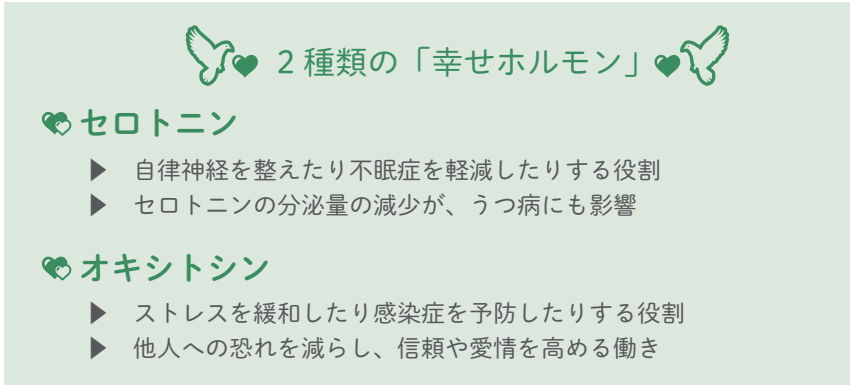 ２種類の「幸せホルモン」
セロトニン
▶ 自律神経を整えたり不眠症を軽減したりする役割
▶ セロトニンの分泌量の減少が、うつ病にも影響
オキシトシン
▶ ストレスを緩和したり感染症を予防したりする役割
▶ 他人への恐れを減らし、信頼や愛情を高める働き